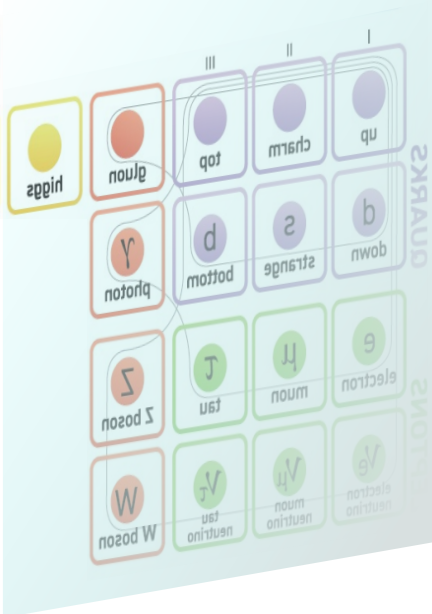 I II III
up charm top gluon higgs
QUARKS
d s b γ
down strange bottom photon
e μ τ Z
electron muon tau Z boson
νe νμ ντ W
electron neutrino muon neutrino tau neutrino W boson